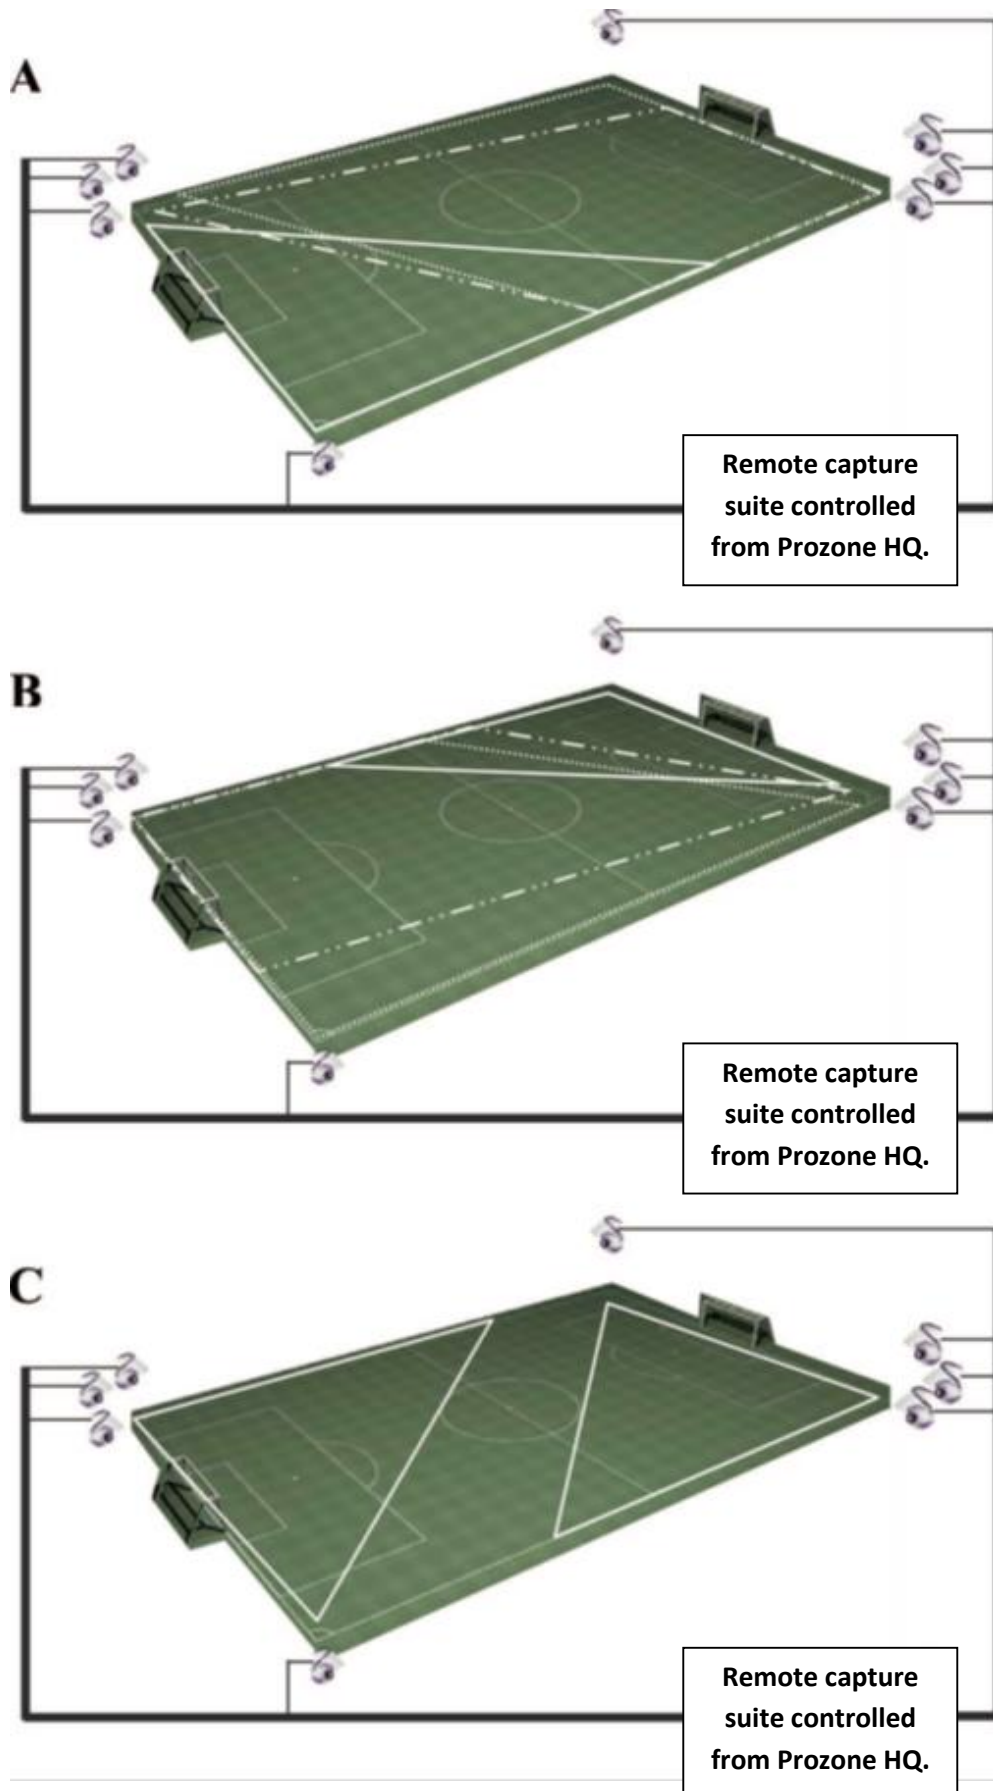 A
Remote capture
suite controlled
from Prozone HQ.
B
Remote capture
suite controlled
from Prozone HQ.
C
Remote capture
suite controlled
from Prozone HQ.